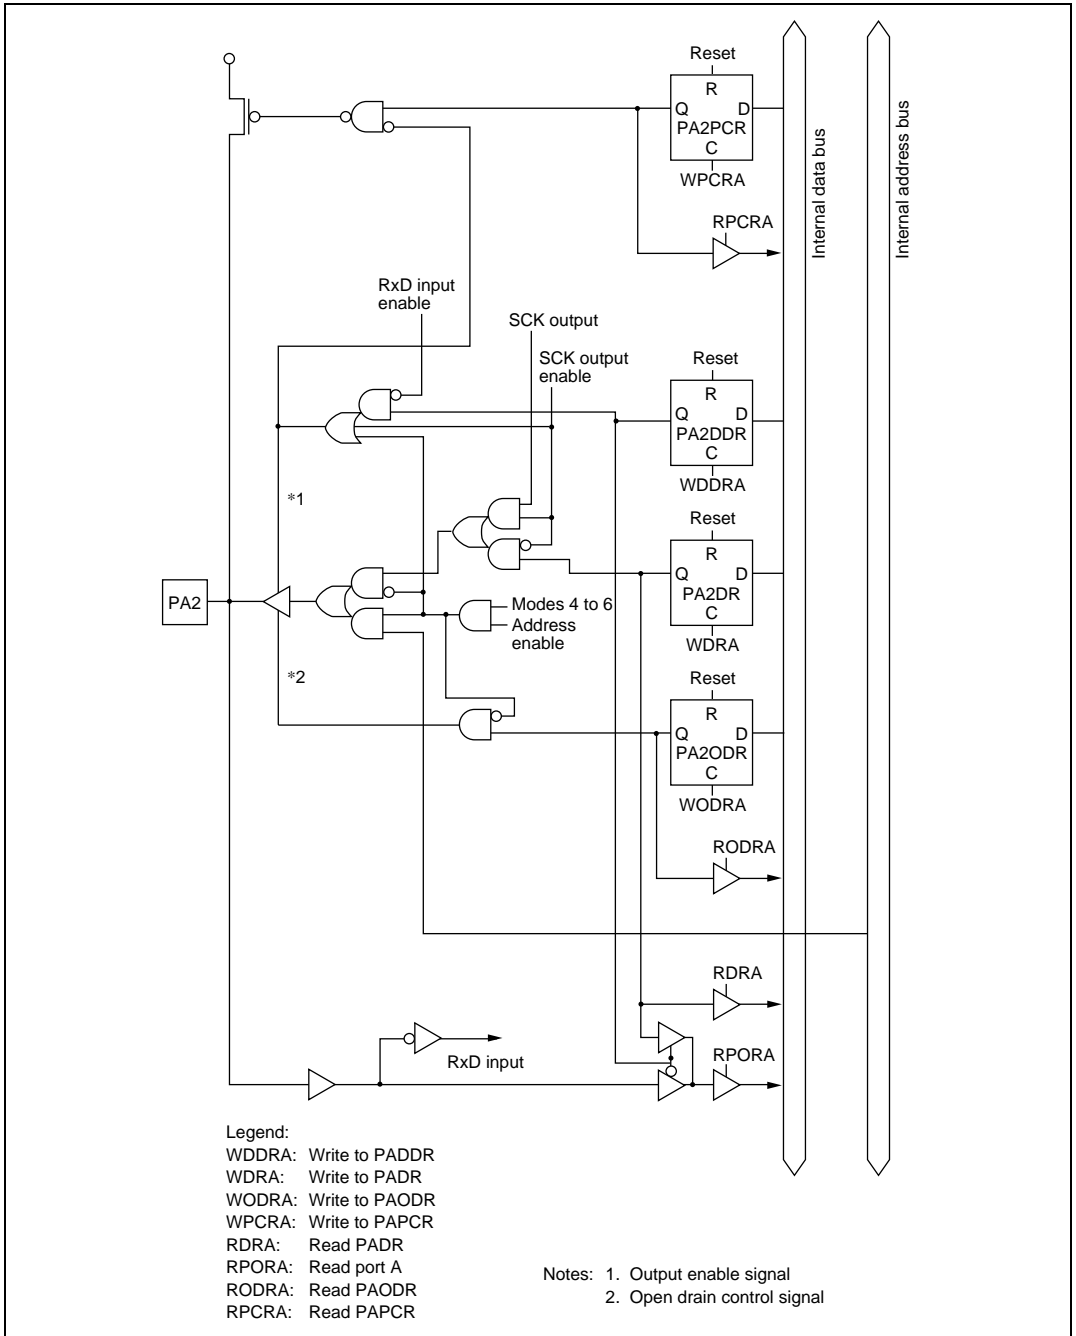 Reset
R
Q D
PA2PCR
C
WPCRA
RPCRA
Internal data bus
Internal address bus
RxD input
enable
SCK output
SCK output
enable
Reset
R
Q D
PA2DDR
C
WDDRA
*1
Reset
R
Q D
PA2DR
C
WDRA
PA2
Modes 4 to 6
Address
enable
*2
Reset
R
Q D
PA2ODR
C
WODRA
RODRA
RDRA
RxD input
RPORA
Legend:
WDDRA: Write to PADDR
WDRA: Write to PADR
WODRA: Write to PAODR
WPCRA: Write to PAPCR
RDRA: Read PADR
RPORA: Read port A
RODRA: Read PAODR
RPCRA: Read PAPCR
Notes: 1. Output enable signal
2. Open drain control signal